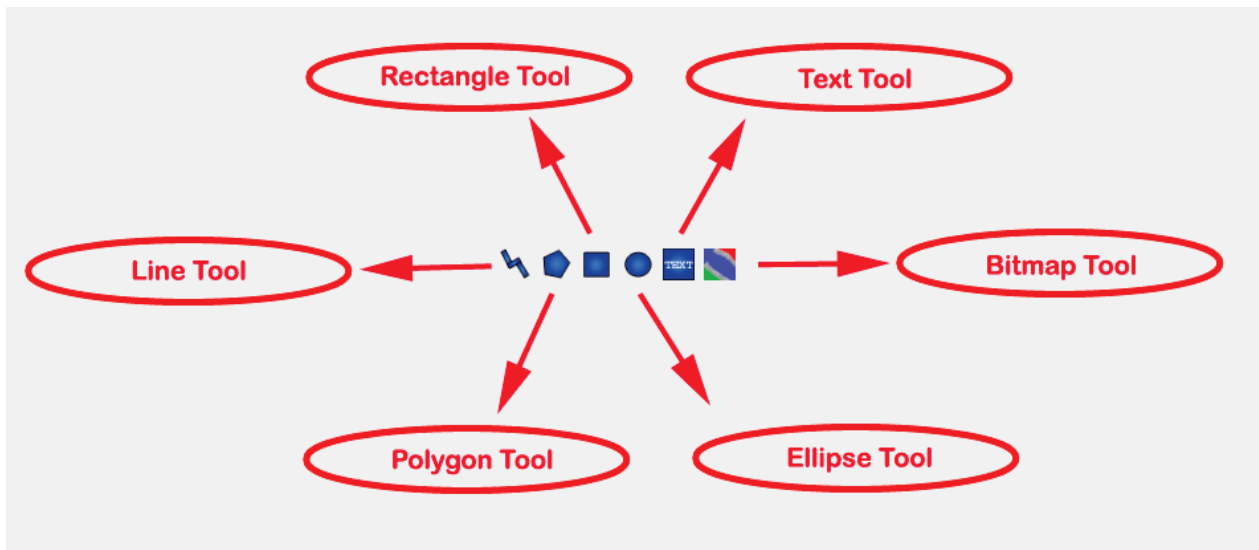 Rectangle Tool
Text Tool
Line Tool
TEXT
Bitmap Tool
Polygon Tool
Ellipse Tool